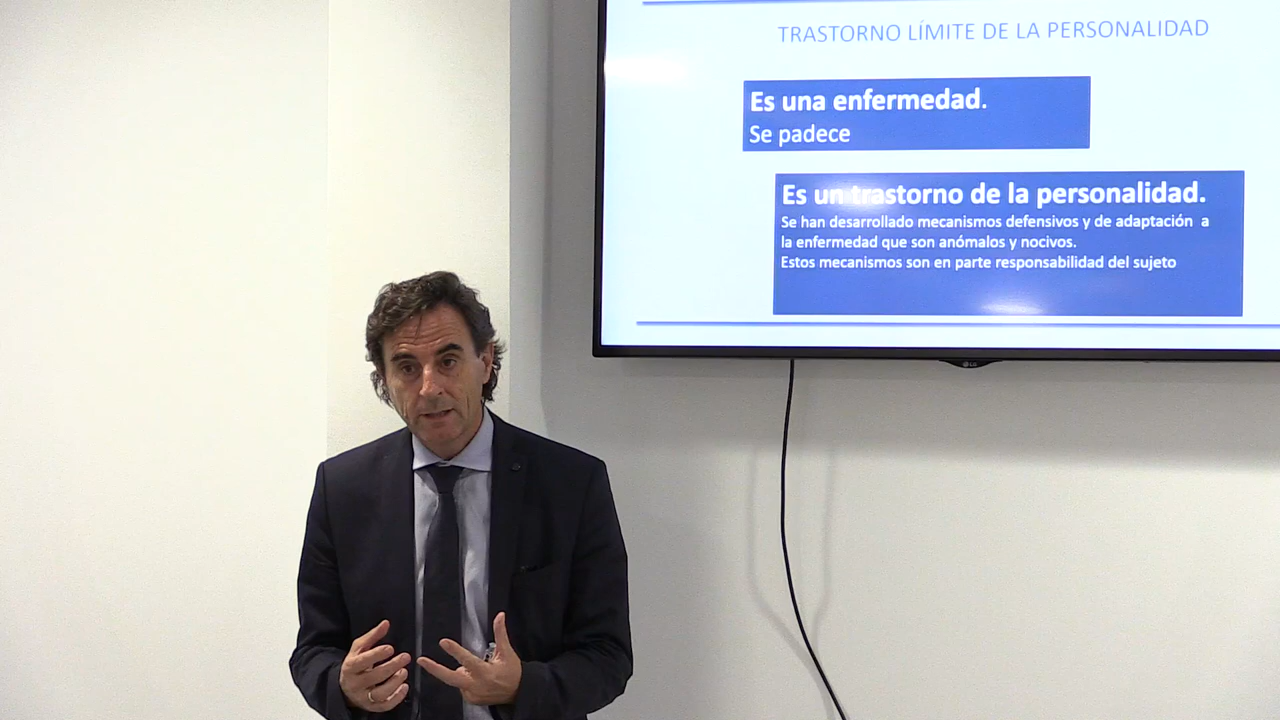 TRASTORNO LÍMITE DE LA PERSONALIDAD
Es una enfermedad.
Se padece
Es un trastorno de la personalidad.
Se han desarrollado mecanismos defensivos y de adaptación a
la enfermedad que son anómalos y nocivos.
Estos mecanismos son en parte responsabilidad del sujeto
LG